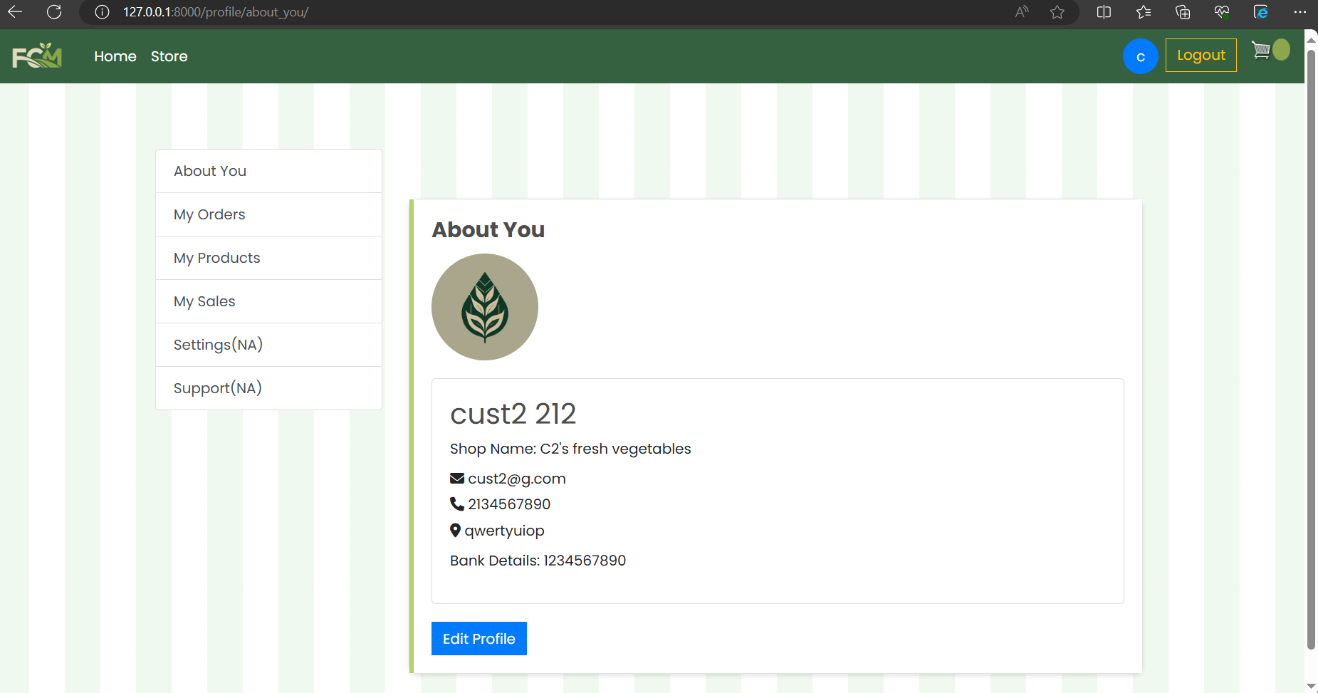 127.0.0.1:8000/profile/about_you/
FCM
Home Store
c
Logout
About You
My Orders
My Products
My Sales
Settings(NA)
Support(NA)
About You
cust2 212
Shop Name: C2's fresh vegetables
cust2@g.com
2134567890
qwertyuiop
Bank Details: 1234567890
Edit Profile